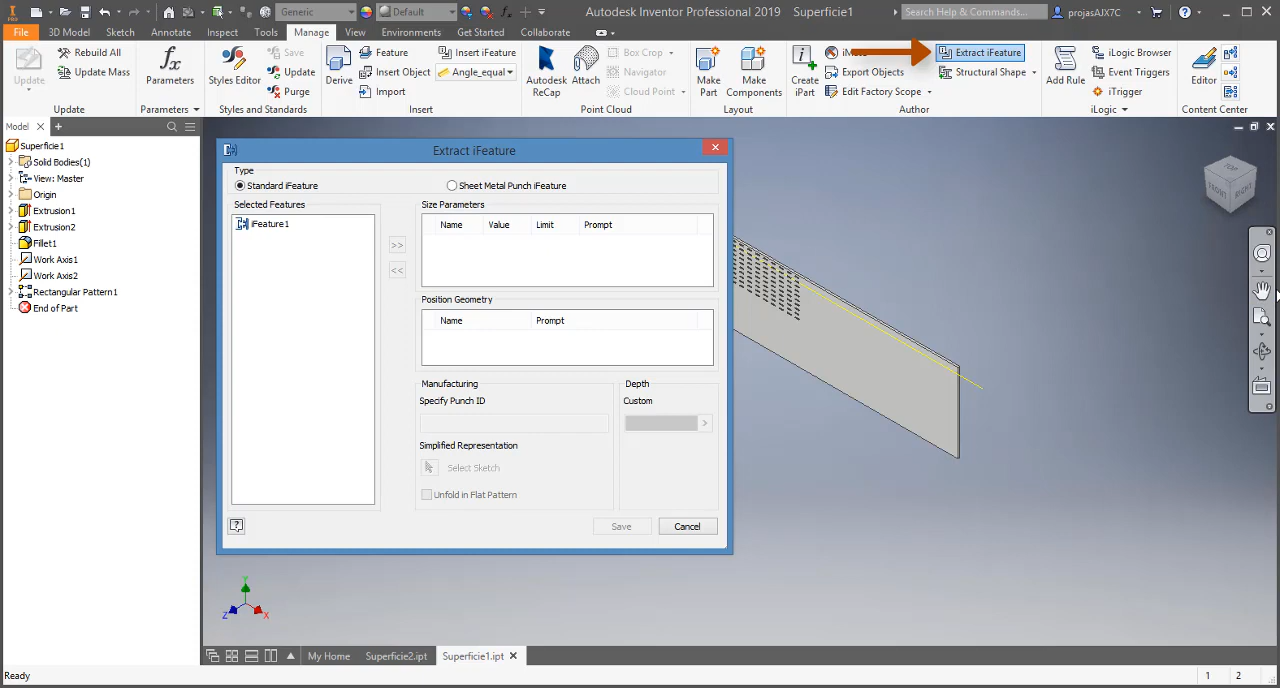 Generic
Default
Autodesk Inventor Professional 2019 Superficie1
Search Help & Commands...
projasAJX7C
PRO
File
3D Model
Sketch
Annotate
Inspect
Tools
Manage
View
Environments
Get Started
Collaborate
Update
Rebuild All
Update Mass
Update
fx
Parameters
Parameters
Styles Editor
Save
Update
Purge
Styles and Standards
Derive
Feature
Insert Object
Import
Insert iFeature
Angle_equal
Insert
Autodesk
ReCap
Attach
Box Crop
Navigator
Cloud Point
Point Cloud
Make
Part
Make
Components
Layout
Create
iPart
Export Objects
Edit Factory Scope
Extract iFeature
Structural Shape
Author
Add Rule
iLogic Browser
Event Triggers
iTrigger
iLogic
Editor
Content Center
Model
Superficie1
Solid Bodies(1)
View: Master
Origin
Extrusion1
Extrusion2
Fillet1
Work Axis1
Work Axis2
Rectangular Pattern1
End of Part
Extract iFeature
Type
Standard iFeature
Sheet Metal Punch iFeature
Selected Features
iFeature1
>>
<<
Size Parameters
Name Value Limit Prompt
Position Geometry
Name Prompt
Manufacturing
Specify Punch ID
Simplified Representation
Select Sketch
Unfold in Flat Pattern
Depth
Custom
>
Save
Cancel
TOP
FRONT
RIGHT
Y
Z
X
My Home
Superficie2.ipt
Superficie1.ipt
Ready
1
2